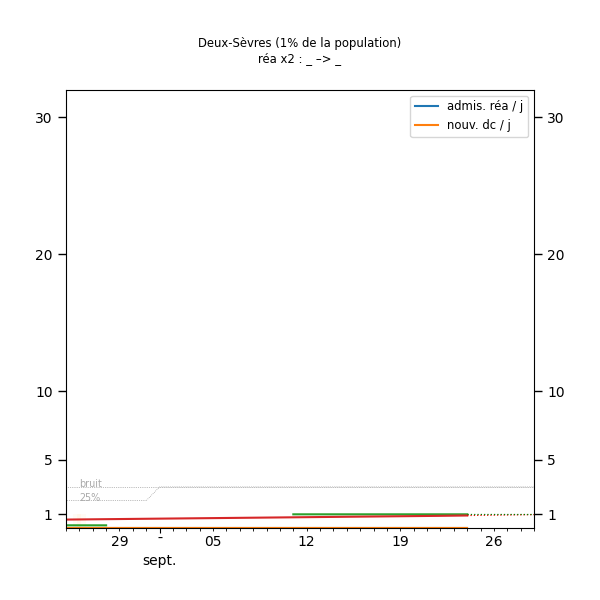 Deux-Sèvres (1% de la population)
réa x2 : _ –> _
admis. réa / j
nouv. dc / j
30 30
20 20
10 10
5 5
bruit
25%
1 1
29 - 05 12 19 26
sept.